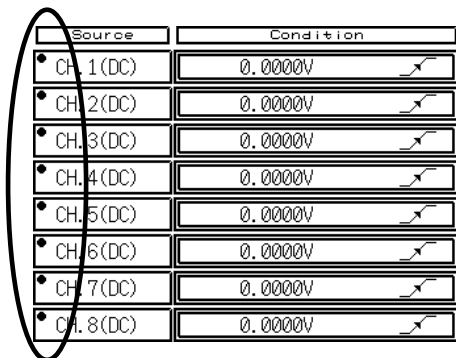 Source Condition
CH.1(DC) 0.0000V
CH.2(DC) 0.0000V
CH.3(DC) 0.0000V
CH.4(DC) 0.0000V
CH.5(DC) 0.0000V
CH.6(DC) 0.0000V
CH.7(DC) 0.0000V
CH.8(DC) 0.0000V